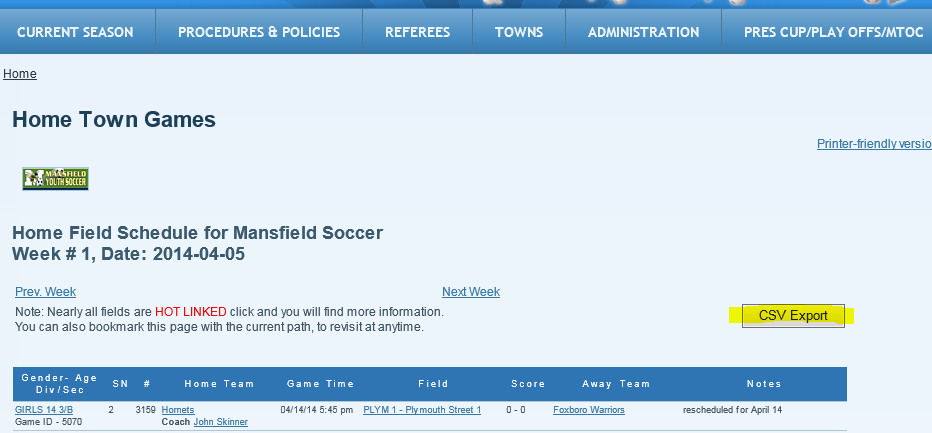 CURRENT SEASON PROCEDURES & POLICIES REFEREES TOWNS ADMINISTRATION PRES CUP/PLAY OFFS/MTOC
Home
Home Town Games
Printer-friendly versio
MANSFIELD
YOUTH SOCCER
Home Field Schedule for Mansfield Soccer
Week # 1, Date: 2014-04-05
Prev. Week Next Week
Note: Nearly all fields are HOT LINKED click and you will find more information.
You can also bookmark this page with the current path, to revisit at anytime.
CSV Export
Gender- Age
Div/Sec SN # Home Team Game Time Field Score Away Team Notes
GIRLS 14 3/B 2 3159 Hornets 04/14/14 5:45 pm PLYM 1 - Plymouth Street 1 0 - 0 Foxboro Warriors rescheduled for April 14
Game ID - 5070 Coach John Skinner